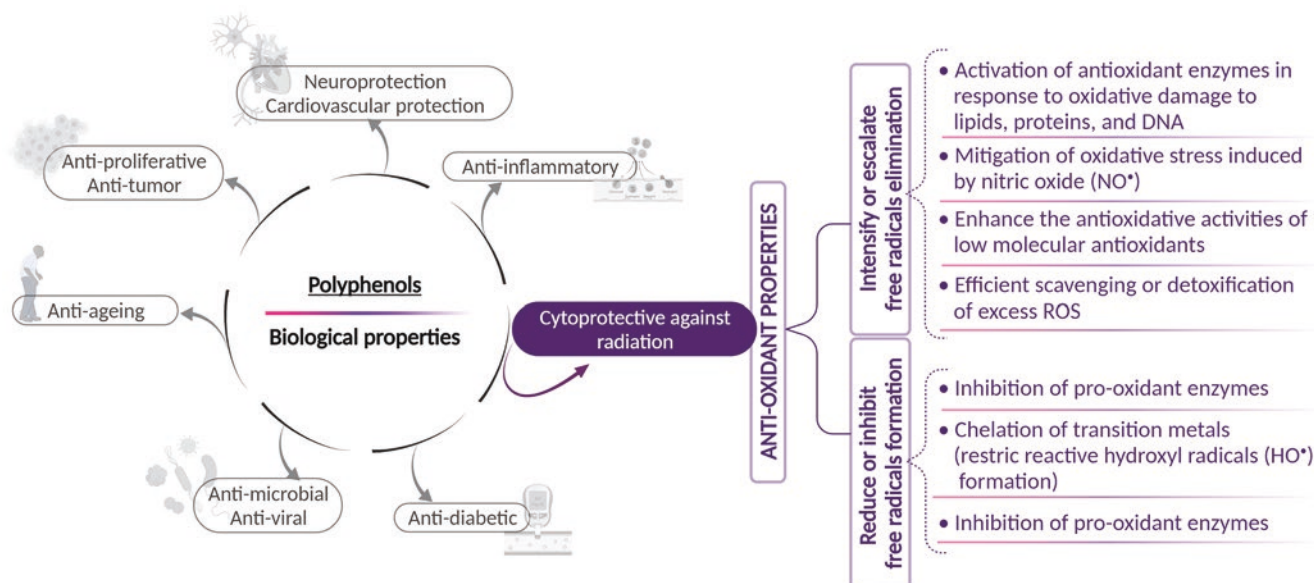 Neuroprotection
Cardiovascular protection
Anti-proliferative
Anti-tumor
Anti-inflammatory
Anti-ageing
Polyphenols
Biological properties
Cytoprotective against
radiation
Anti-microbial
Anti-viral
Anti-diabetic
ANTI-OXIDANT PROPERTIES
Intensify or escalate
free radicals elimination
• Activation of antioxidant enzymes in
response to oxidative damage to
lipids, proteins, and DNA
• Mitigation of oxidative stress induced
by nitric oxide (NO•)
• Enhance the antioxidative activities of
low molecular antioxidants
• Efficient scavenging or detoxification
of excess ROS
Reduce or inhibit
free radicals formation
• Inhibition of pro-oxidant enzymes
• Chelation of transition metals
(restric reactive hydroxyl radicals (HO•)
formation)
• Inhibition of pro-oxidant enzymes